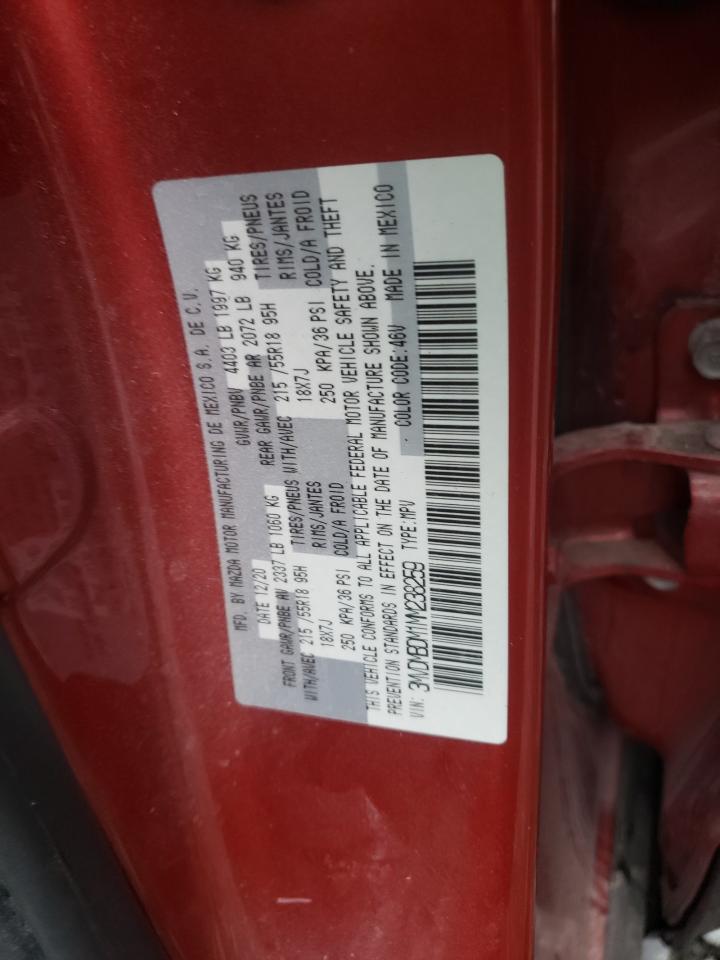 MFD. BY MAZDA MOTOR MANUFACTURING DE MEXICO S.A. DE C.V.
DATE 12/20 GVWR/PNBV 4403 LB 1997 KG
FRONT GAWR/PNBE AV 2337 LB 1060 KG REAR GAWR/PNBE AR 2072 LB 940 KG
WITH/AVEC 215 /55R18 95H TIRES/PNEUS WITH/AVEC 215 /55R18 95H TIRES/PNEUS
18X7J RIMS/JANTES 18X7J RIMS/JANTES
250 KPA/36 PSI COLD/A FROID 250 KPA/36 PSI COLD/A FROID
THIS VEHICLE CONFORMS TO ALL APPLICABLE FEDERAL MOTOR VEHICLE SAFETY AND THEFT
PREVENTION STANDARDS IN EFFECT ON THE DATE OF MANUFACTURE SHOWN ABOVE.
VIN: 3MVDMBDM1MM238259 TYPE:MPV COLOR CODE:46V MADE IN MEXICO